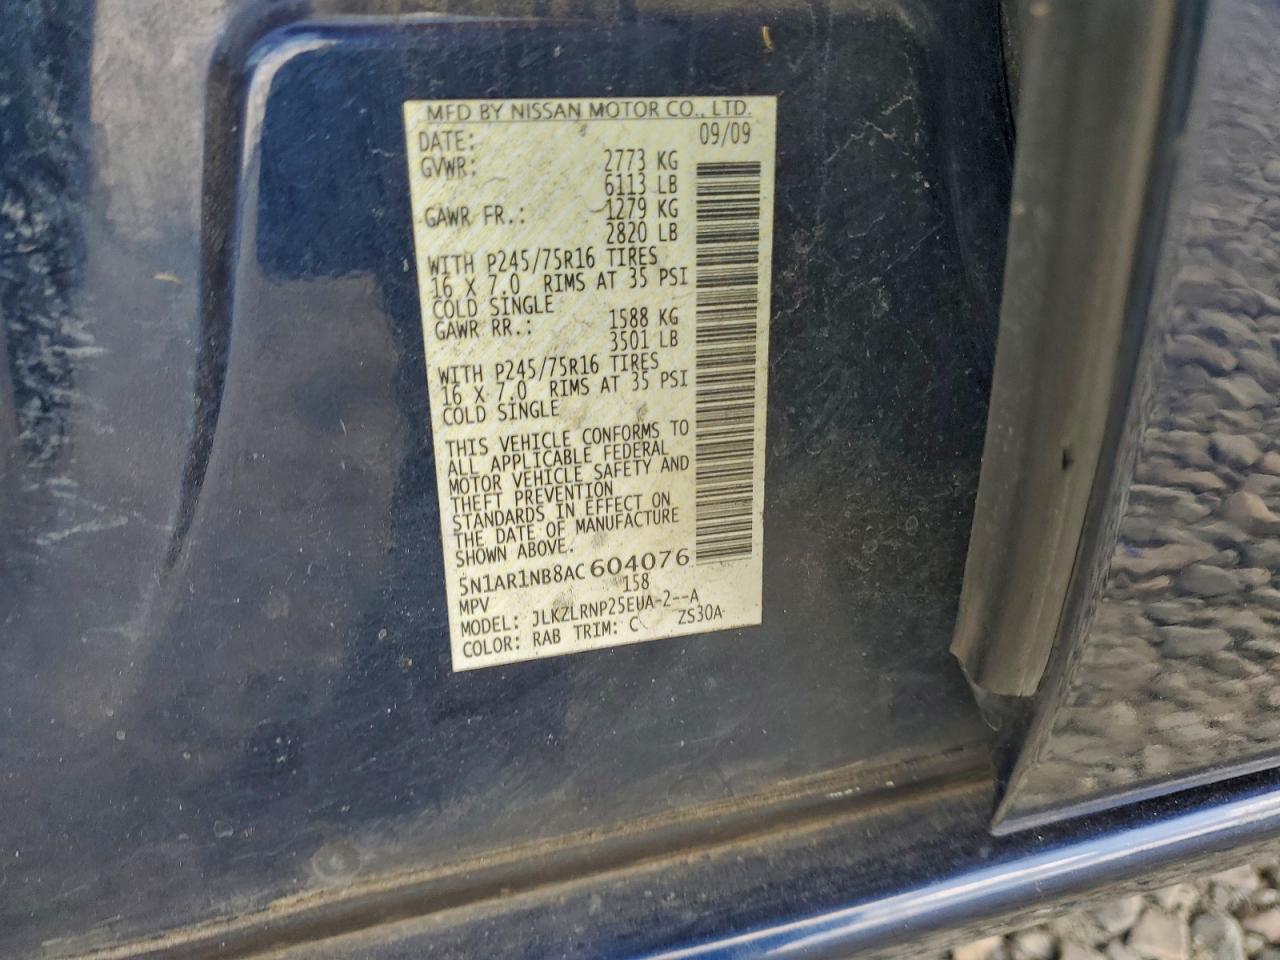 MFD BY NISSAN MOTOR CO., LTD.
DATE: 09/09
GVWR: 2773 KG
6113 LB
GAWR FR.: 1279 KG
2820 LB
WITH P245/75R16 TIRES
16 X 7.0 RIMS AT 35 PSI
COLD SINGLE
GAWR RR.: 1588 KG
3501 LB
WITH P245/75R16 TIRES
16 X 7.0 RIMS AT 35 PSI
COLD SINGLE
THIS VEHICLE CONFORMS TO
ALL APPLICABLE FEDERAL
MOTOR VEHICLE SAFETY AND
THEFT PREVENTION
STANDARDS IN EFFECT ON
THE DATE OF MANUFACTURE
SHOWN ABOVE.
5N1AR1NB8AC 604076
MPV 158
MODEL: JLKZLRNP25EUA-2--A
COLOR: RAB TRIM: C ZS30A